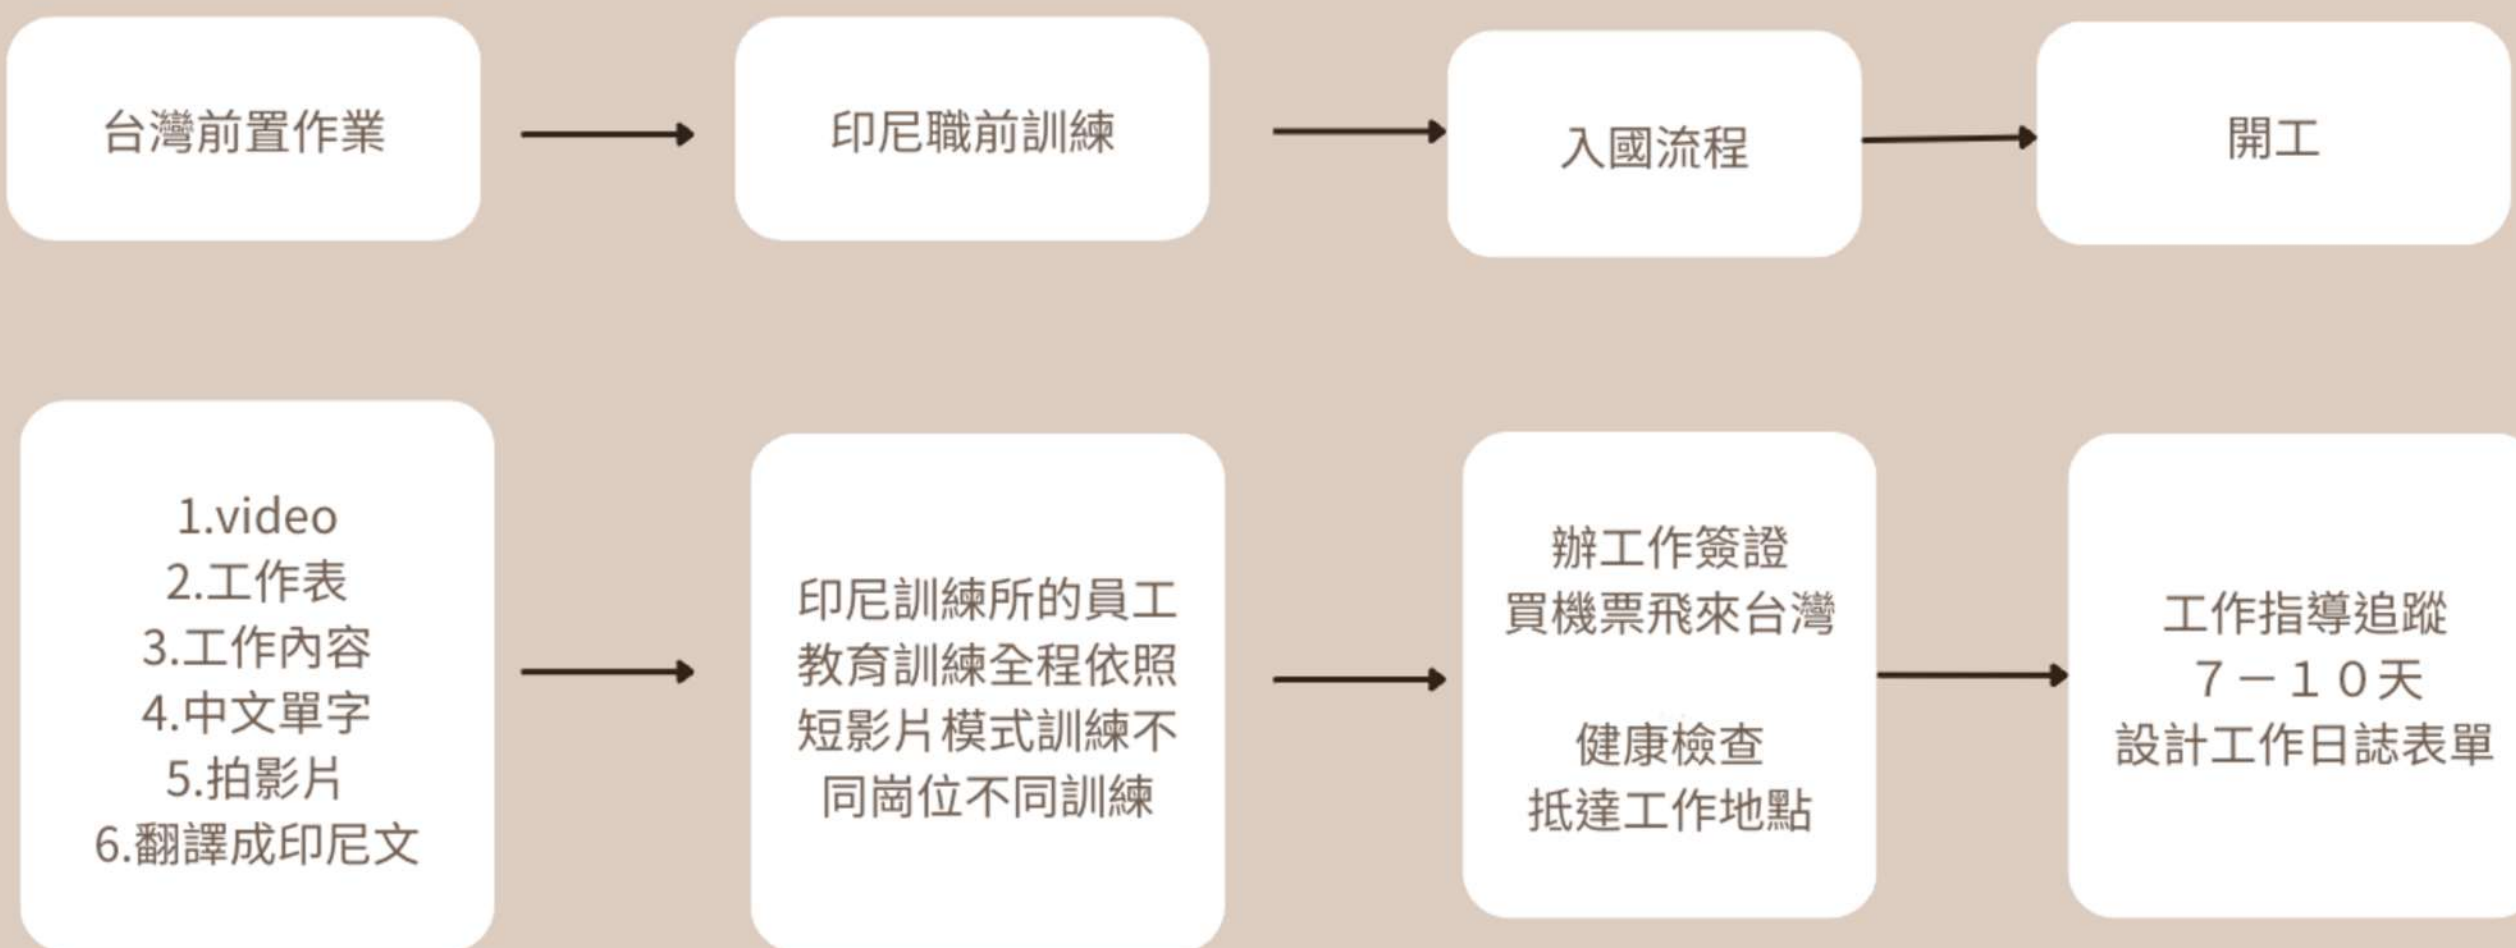 台灣前置作業
印尼職前訓練
入國流程
開工
1.video
2.工作表
3.工作內容
4.中文單字
5.拍影片
6.翻譯成印尼文
印尼訓練所的員工
教育訓練全程依照
短影片模式訓練不
同崗位不同訓練
辦工作簽證
買機票飛來台灣
健康檢查
抵達工作地點
工作指導追蹤
７－１０天
設計工作日誌表單